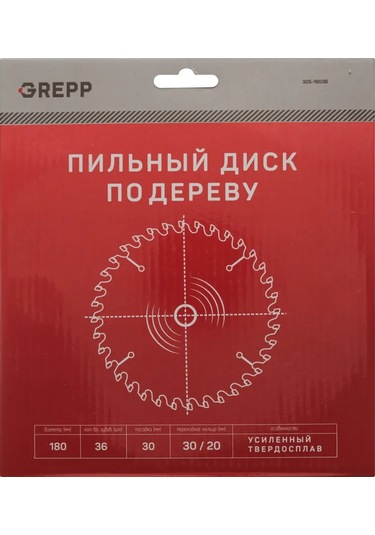 GREPP
305-18036
ПИЛЬНЫЙ ДИСК
ПО ДЕРЕВУ
диаметр (мм) кол-во зубов (шт) посадка (мм) переходное кольцо (мм) особенности
180 36 30 30 / 20 УСИЛЕННЫЙ
ТВЕРДОСПЛАВ